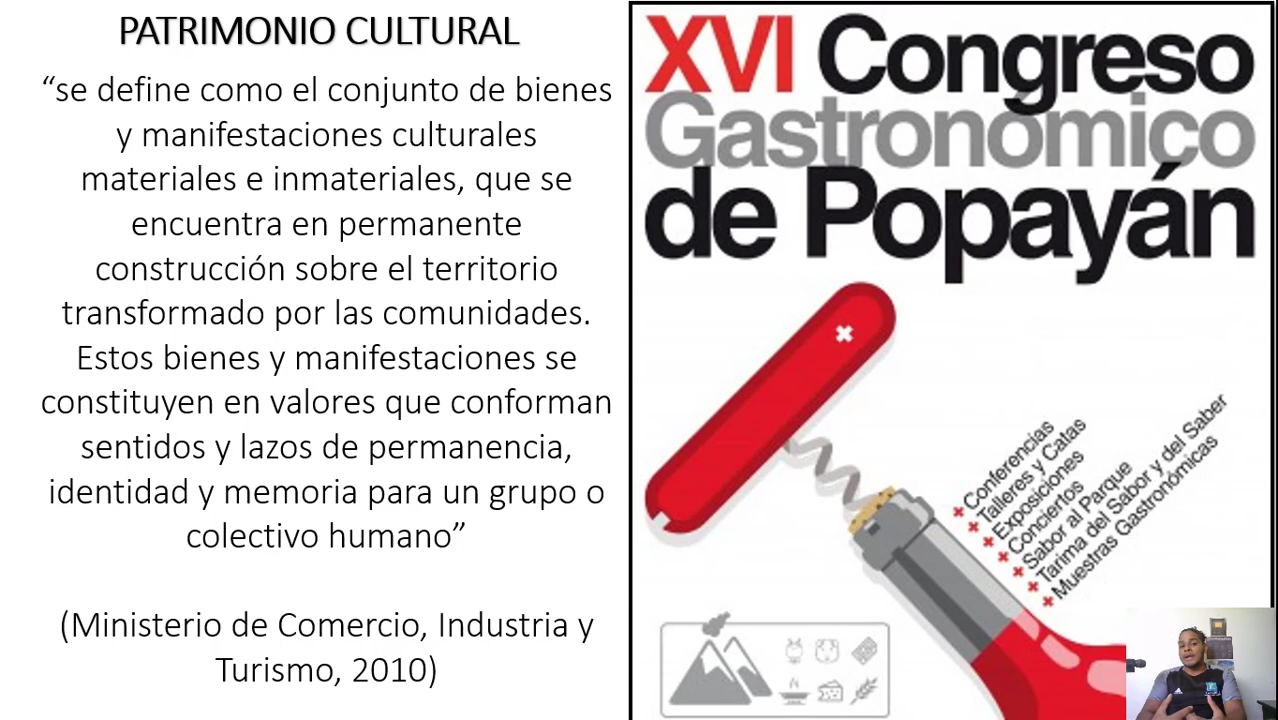 PATRIMONIO CULTURAL
“se define como el conjunto de bienes
y manifestaciones culturales
materiales e inmateriales, que se
encuentra en permanente
construcción sobre el territorio
transformado por las comunidades.
Estos bienes y manifestaciones se
constituyen en valores que conforman
sentidos y lazos de permanencia,
identidad y memoria para un grupo o
colectivo humano”
(Ministerio de Comercio, Industria y
Turismo, 2010)
XVI Congreso
Gastronómico
de Popayán
Conferencias
Talleres y Catas
Exposiciones
Conciertos
Sabor al Parque
Tarima del Sabor y del Saber
Muestras Gastronómicas